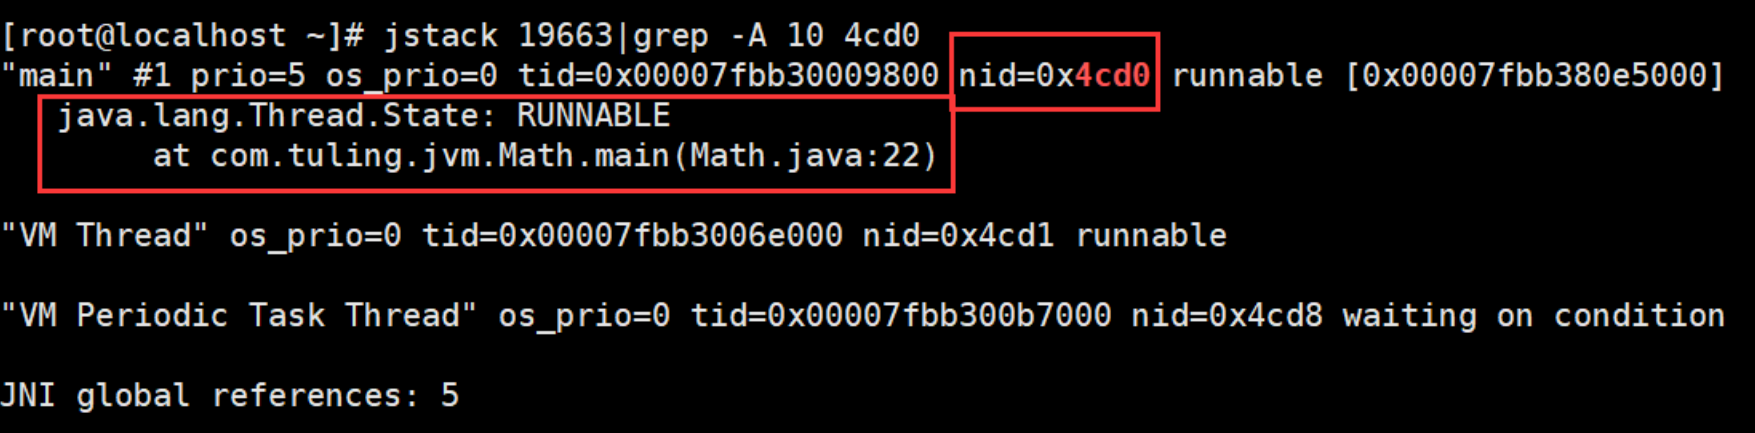 [root@localhost ~]# jstack 19663|grep -A 10 4cd0
"main" #1 prio=5 os_prio=0 tid=0x00007fbb30009800 nid=0x4cd0 runnable [0x00007fbb380e5000]
java.lang.Thread.State: RUNNABLE
at com.tuling.jvm.Math.main(Math.java:22)
"VM Thread" os_prio=0 tid=0x00007fbb3006e000 nid=0x4cd1 runnable
"VM Periodic Task Thread" os_prio=0 tid=0x00007fbb300b7000 nid=0x4cd8 waiting on condition
JNI global references: 5